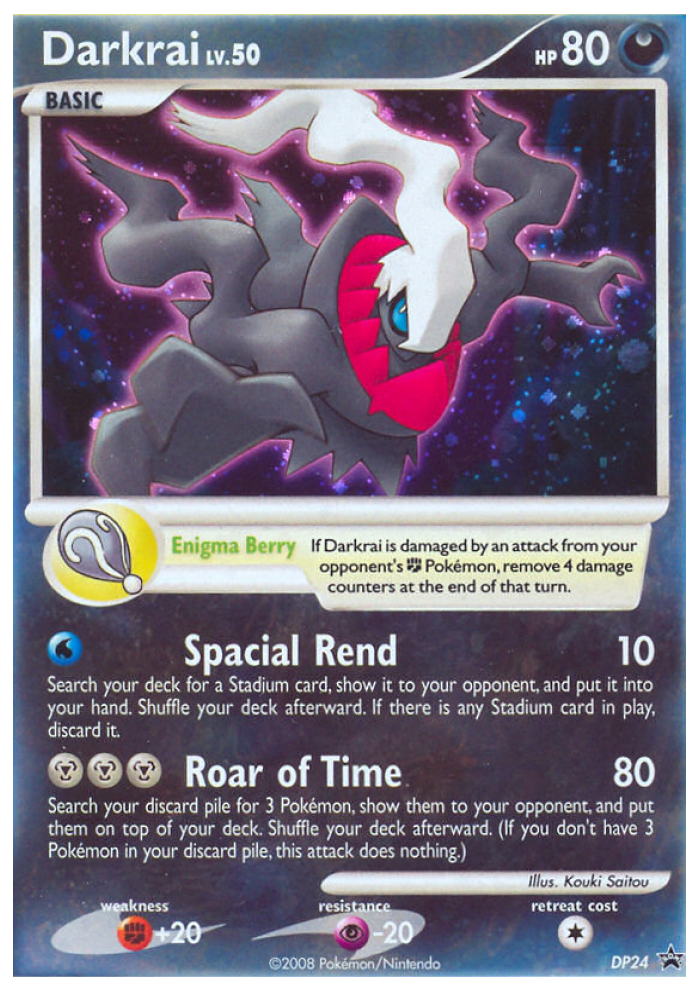 Darkrai LV.50 HP 80
BASIC
Enigma Berry If Darkrai is damaged by an attack from your
opponent's Pokémon, remove 4 damage
counters at the end of that turn.
Spacial Rend 10
Search your deck for a Stadium card, show it to your opponent, and put it into
your hand. Shuffle your deck afterward. If there is any Stadium card in play,
discard it.
Roar of Time 80
Search your discard pile for 3 Pokémon, show them to your opponent, and put
them on top of your deck. Shuffle your deck afterward. (If you don't have 3
Pokémon in your discard pile, this attack does nothing.)
Illus. Kouki Saitou
weakness resistance retreat cost
+20 -20
©2008 Pokémon/Nintendo DP24